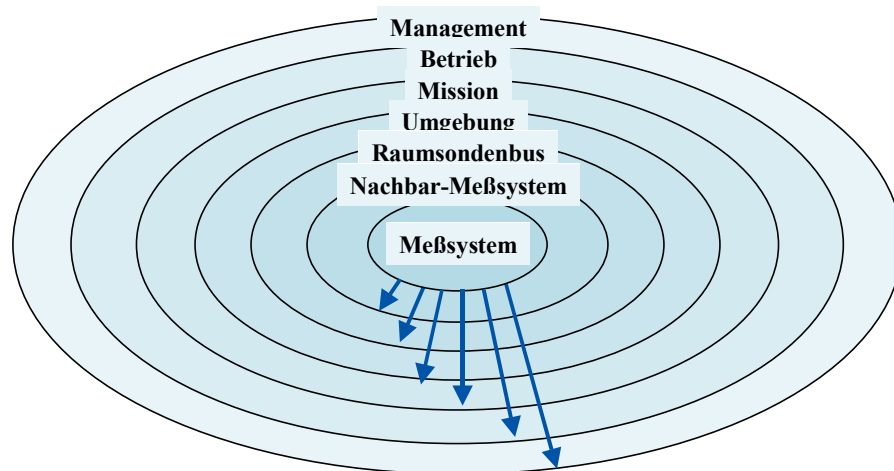 Management
Betrieb
Mission
Umgebung
Raumsondenbus
Nachbar-Meßsystem
Meßsystem